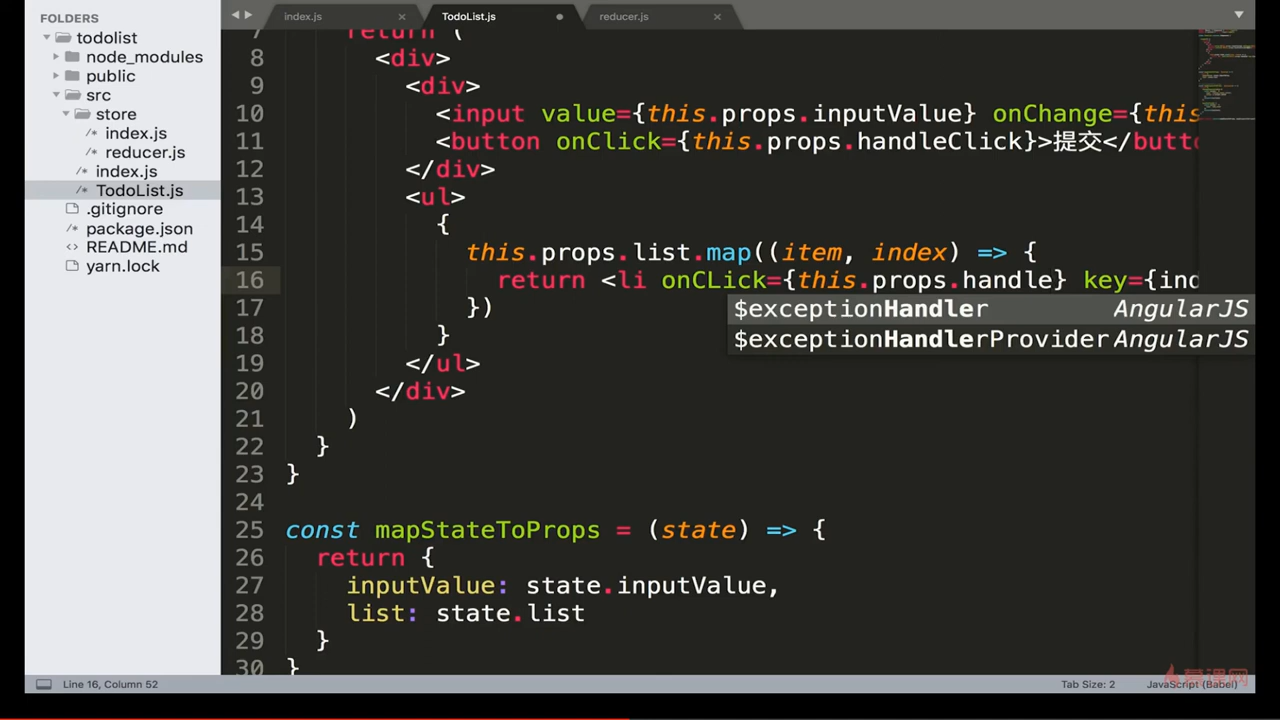 FOLDERS
todolist
node_modules
public
src
store
index.js
reducer.js
index.js
TodoList.js
.gitignore
package.json
README.md
yarn.lock
index.js
TodoList.js
reducer.js
7 return (
8 <div>
9 <div>
10 <input value={this.props.inputValue} onChange={this
11 <button onClick={this.props.handleClick}>提交</butto
12 </div>
13 <ul>
14 {
15 this.props.list.map((item, index) => {
16 return <li onCLick={this.props.handle} key={ind
17 })
$exceptionHandler AngularJS
18 }
$exceptionHandlerProvider AngularJS
19 </ul>
20 </div>
21 )
22 }
23 }
24
25 const mapStateToProps = (state) => {
26 return {
27 inputValue: state.inputValue,
28 list: state.list
29 }
30 }
Line 16, Column 52
Tab Size: 2
JavaScript (Babel)
慕课网